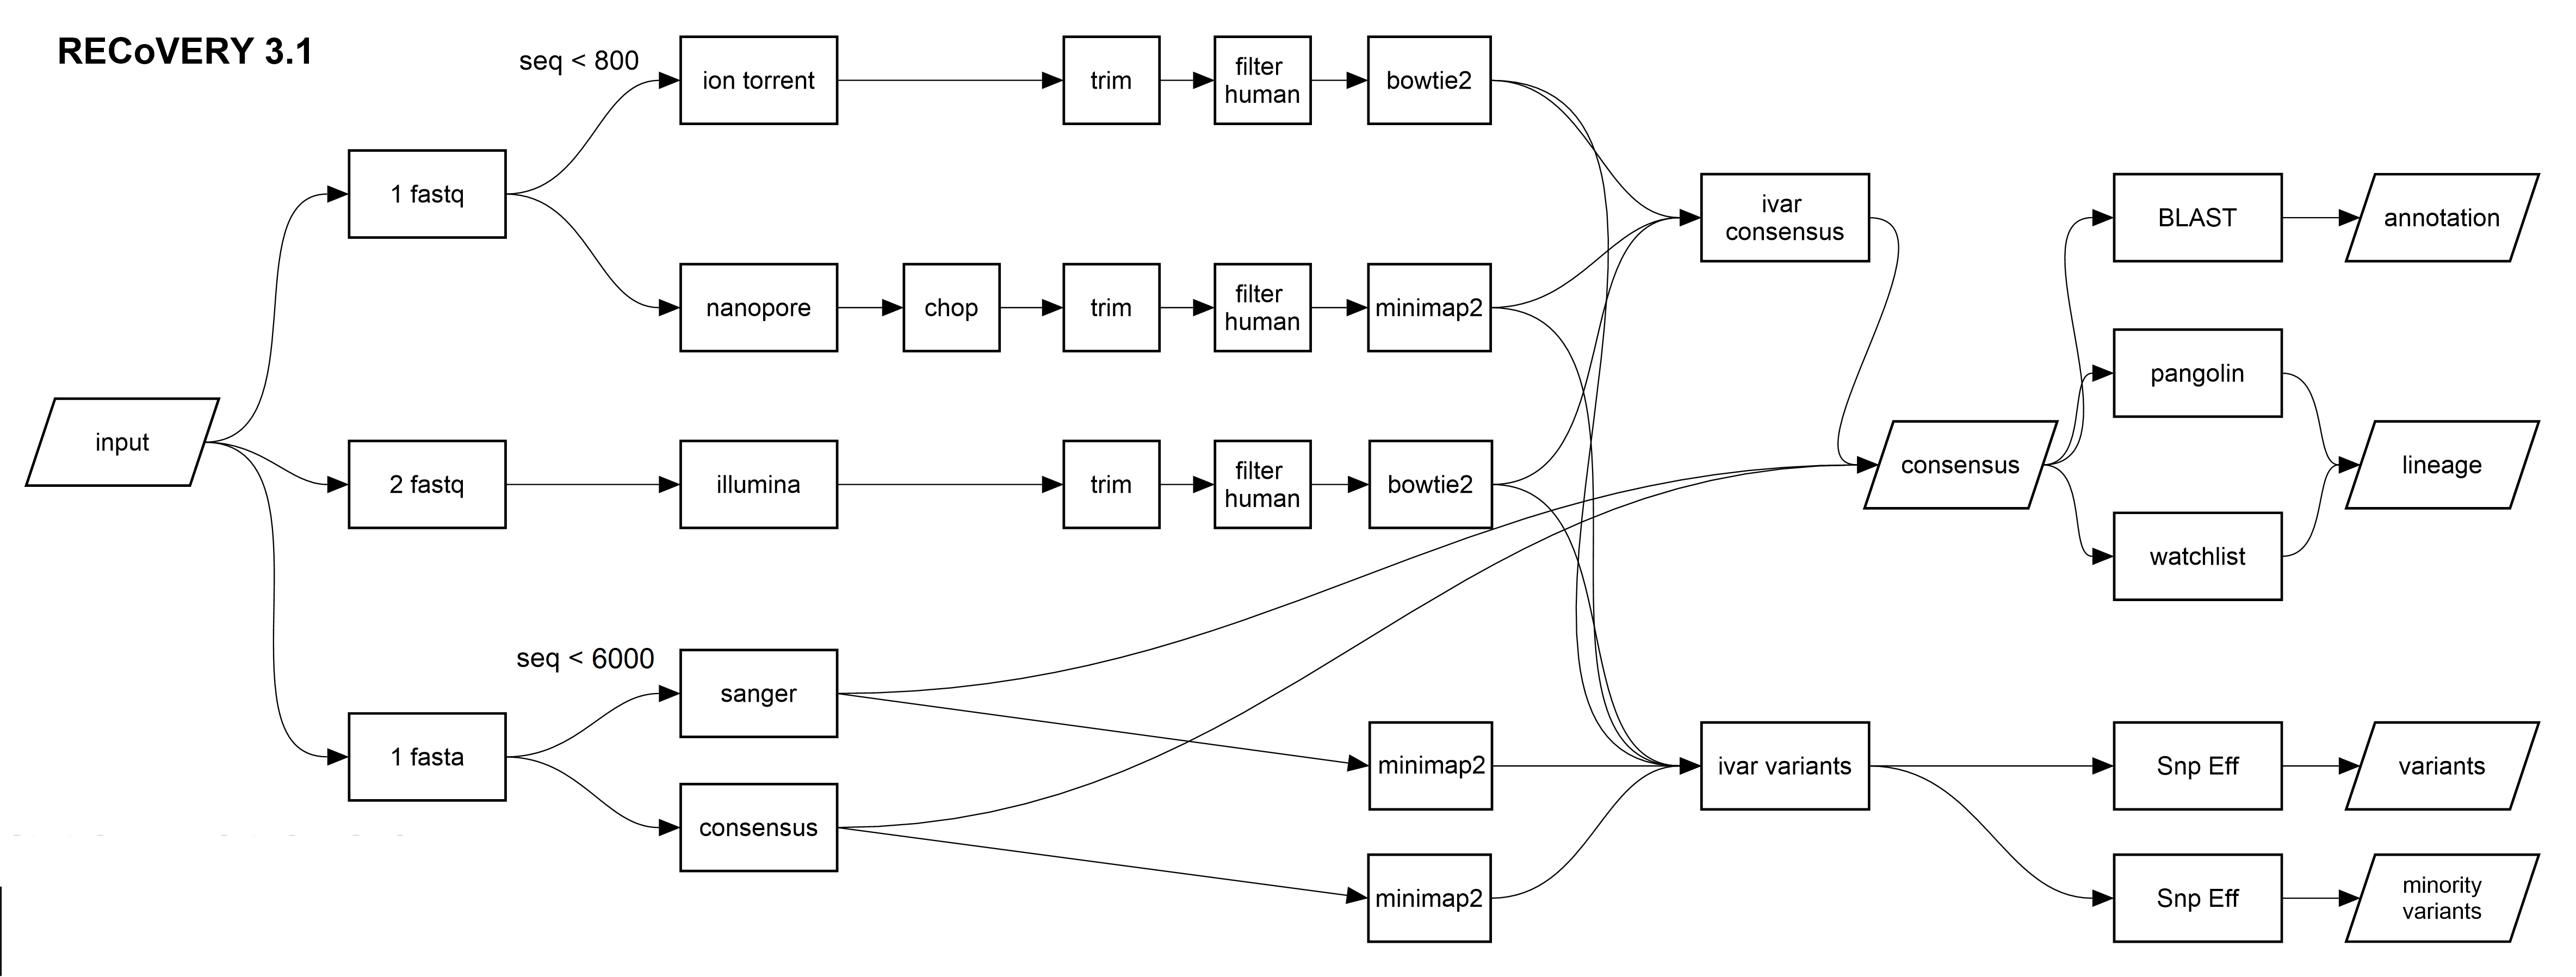 RECoVERY 3.1
seq < 800
ion torrent
trim
filter
human
bowtie2
1 fastq
nanopore
chop
trim
filter
human
minimap2
ivar
consensus
BLAST
annotation
pangolin
input
2 fastq
illumina
trim
filter
human
bowtie2
consensus
lineage
watchlist
seq < 6000
sanger
1 fasta
consensus
minimap2
minimap2
ivar variants
Snp Eff
variants
Snp Eff
minority
variants